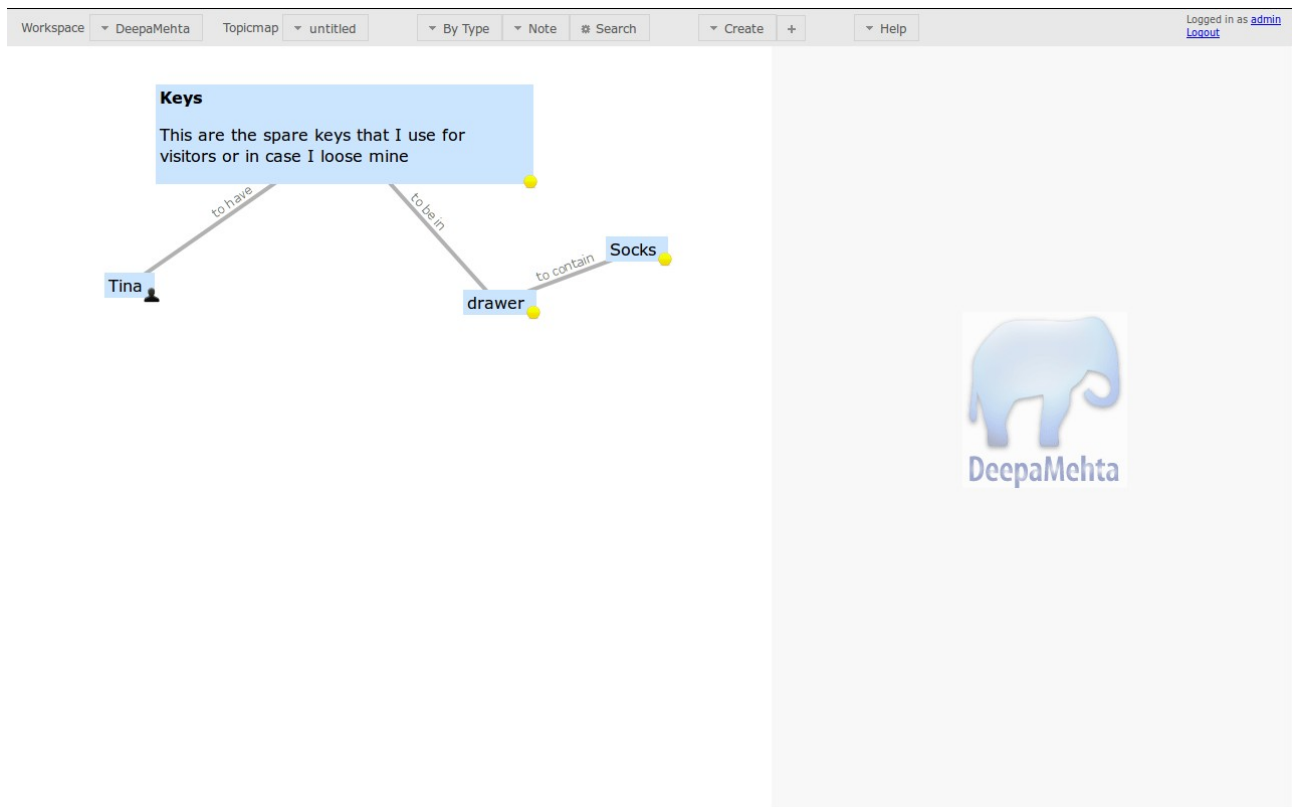 Workspace DeepaMehta Topicmap untitled By Type Note Search Create + Help
Logged in as admin
Logout
Keys
This are the spare keys that I use for
visitors or in case I loose mine
to have
to be in
to contain
Socks
Tina
drawer
DeepaMehta